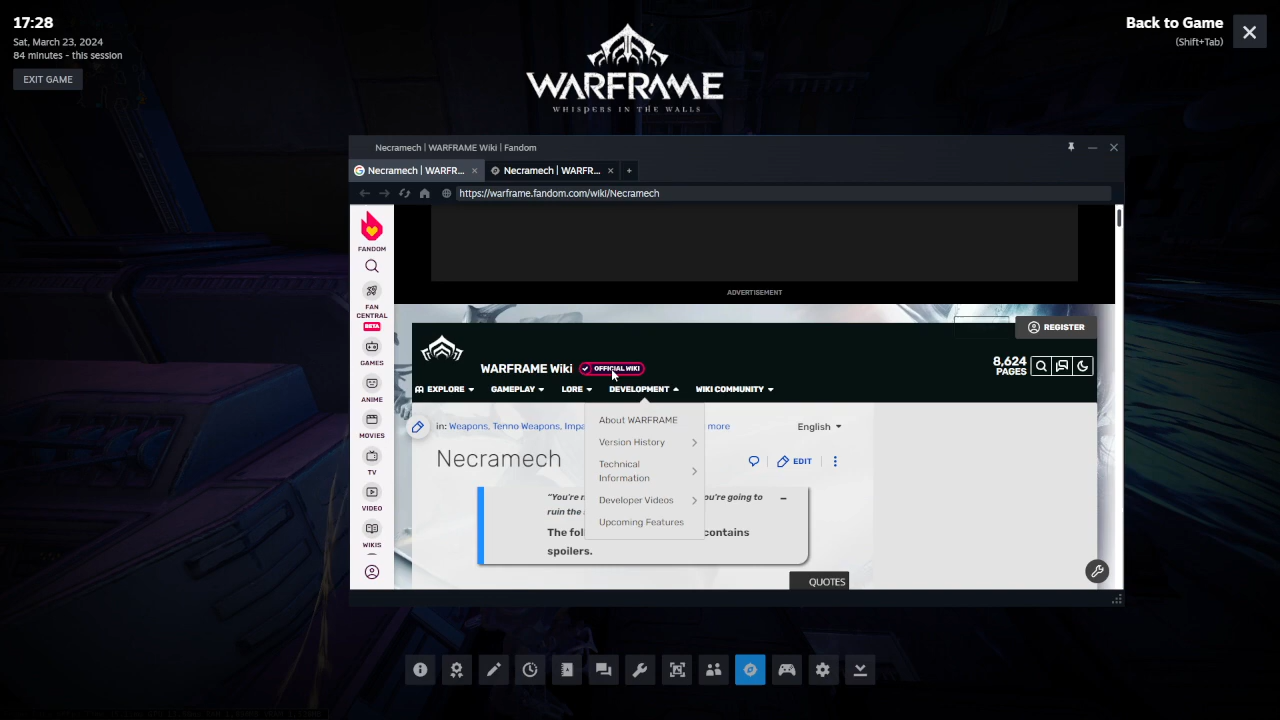 17:28
Sat, March 23, 2024
84 minutes - this session
EXIT GAME
Back to Game
(Shift+Tab)
WARFRAME
WHISPERS IN THE WALLS
Necramech | WARFRAME Wiki | Fandom
Necramech | WARFR...
Necramech | WARFR...
https://warframe.fandom.com/wiki/Necramech
FANDOM
FAN
CENTRAL
BETA
GAMES
ANIME
MOVIES
TV
VIDEO
WIKIS
ADVERTISEMENT
REGISTER
WARFRAME Wiki
OFFICIAL WIKI
8,624
PAGES
EXPLORE
GAMEPLAY
LORE
DEVELOPMENT
WIKI COMMUNITY
About WARFRAME
Version History
Technical
Information
Developer Videos
Upcoming Features
in: Weapons, Tenno Weapons, Impa
more
English
Necramech
EDIT
"You're n
ou're going to
ruin the
The fol
contains
spoilers.
QUOTES